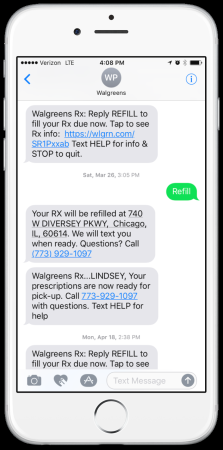 Verizon LTE 4:08 PM
WP
Walgreens
Walgreens Rx: Reply REFILL to
fill your Rx due now. Tap to see
Rx info: https://wlgrn.com/
SR1Pxxab Text HELP for info &
STOP to quit.
Sat, Mar 26, 3:05 PM
Refill
Your RX will be refilled at 740
W DIVERSEY PKWY, Chicago,
IL, 60614. We will text you
when ready. Questions? Call
(773) 929-1097
Walgreens Rx...LINDSEY, Your
prescriptions are now ready for
pick-up. Call 773-929-1097
with questions. Text HELP for
help
Mon, Apr 18, 2:38 PM
Walgreens Rx: Reply REFILL to
fill your Rx due now. Tap to see
Text Message